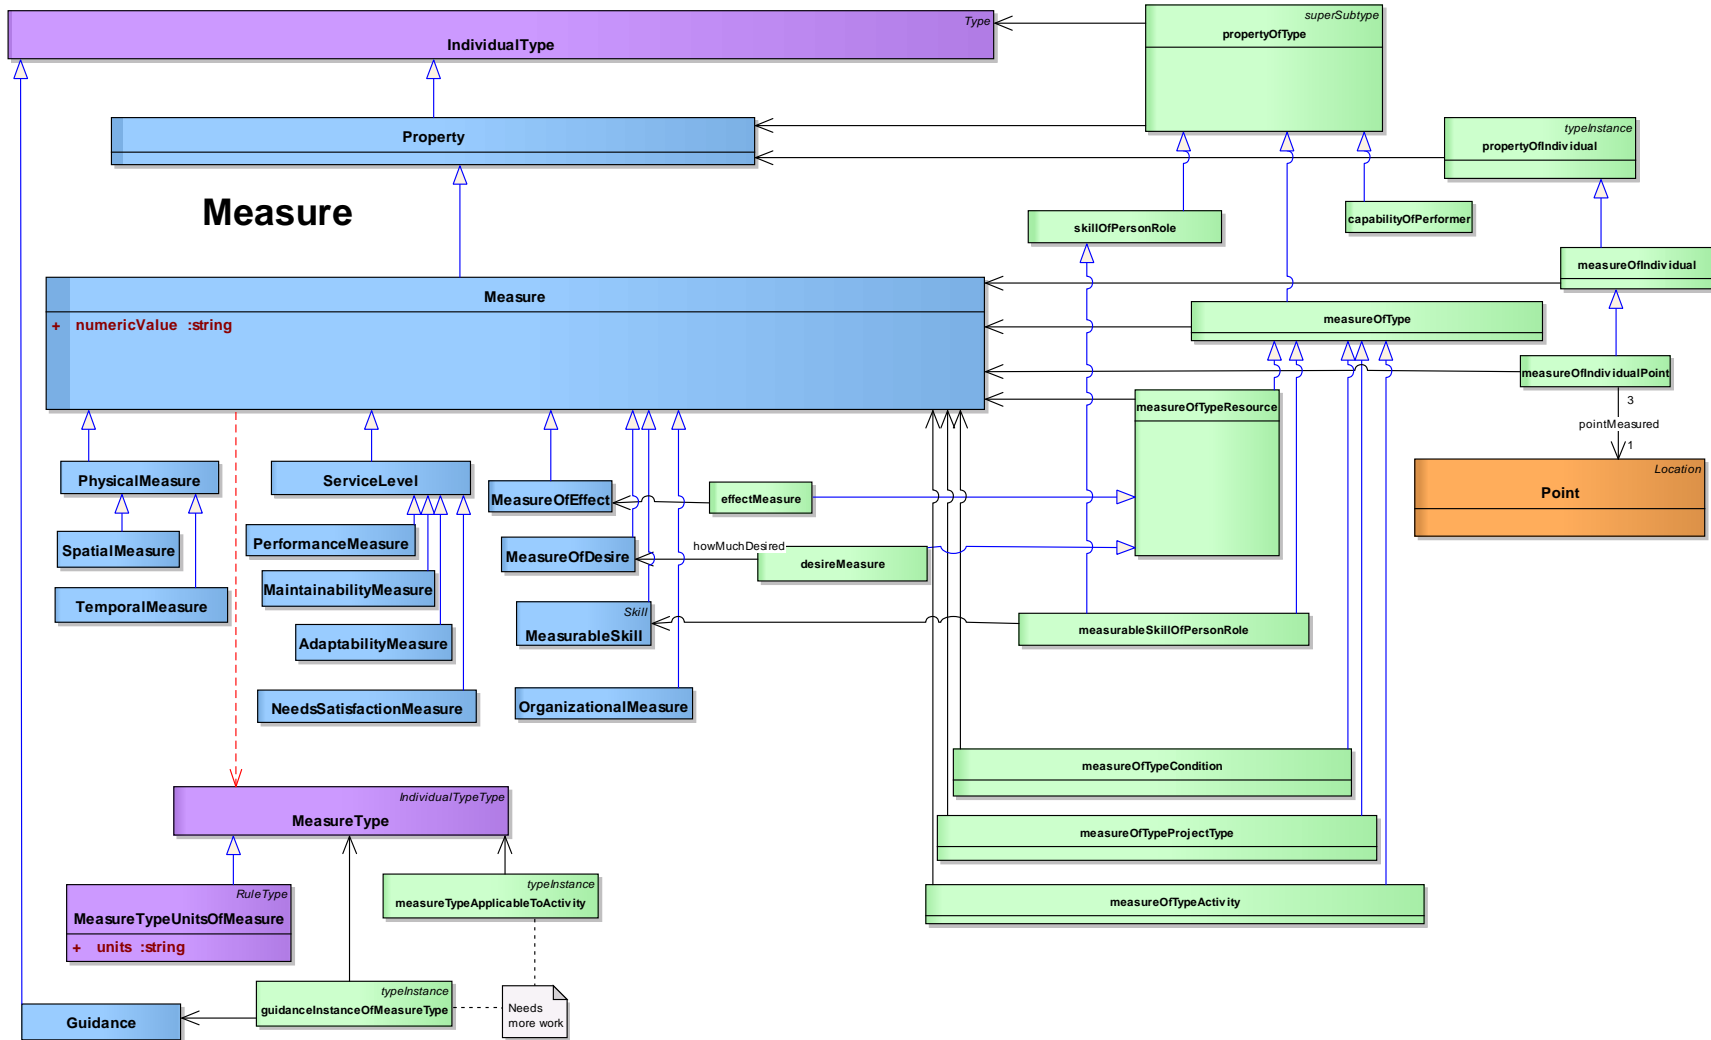 Type
IndividualType
superSubtype
propertyOfType
Property
typeInstance
propertyOfIndividual
Measure
skillOfPersonRole
capabilityOfPerformer
measureOfIndividual
Measure
+ numericValue :string
measureOfType
measureOfIndividualPoint
3
pointMeasured
1
measureOfTypeResource
Location
Point
PhysicalMeasure
ServiceLevel
MeasureOfEffect
effectMeasure
SpatialMeasure
PerformanceMeasure
MeasureOfDesire
howMuchDesired
desireMeasure
MaintainabilityMeasure
TemporalMeasure
Skill
MeasurableSkill
measurableSkillOfPersonRole
AdaptabilityMeasure
NeedsSatisfactionMeasure
OrganizationalMeasure
measureOfTypeCondition
IndividualTypeType
MeasureType
measureOfTypeProjectType
RuleType
MeasureTypeUnitsOfMeasure
+ units :string
typeInstance
measureTypeApplicableToActivity
measureOfTypeActivity
typeInstance
guidanceInstanceOfMeasureType
Needs
more work
Guidance